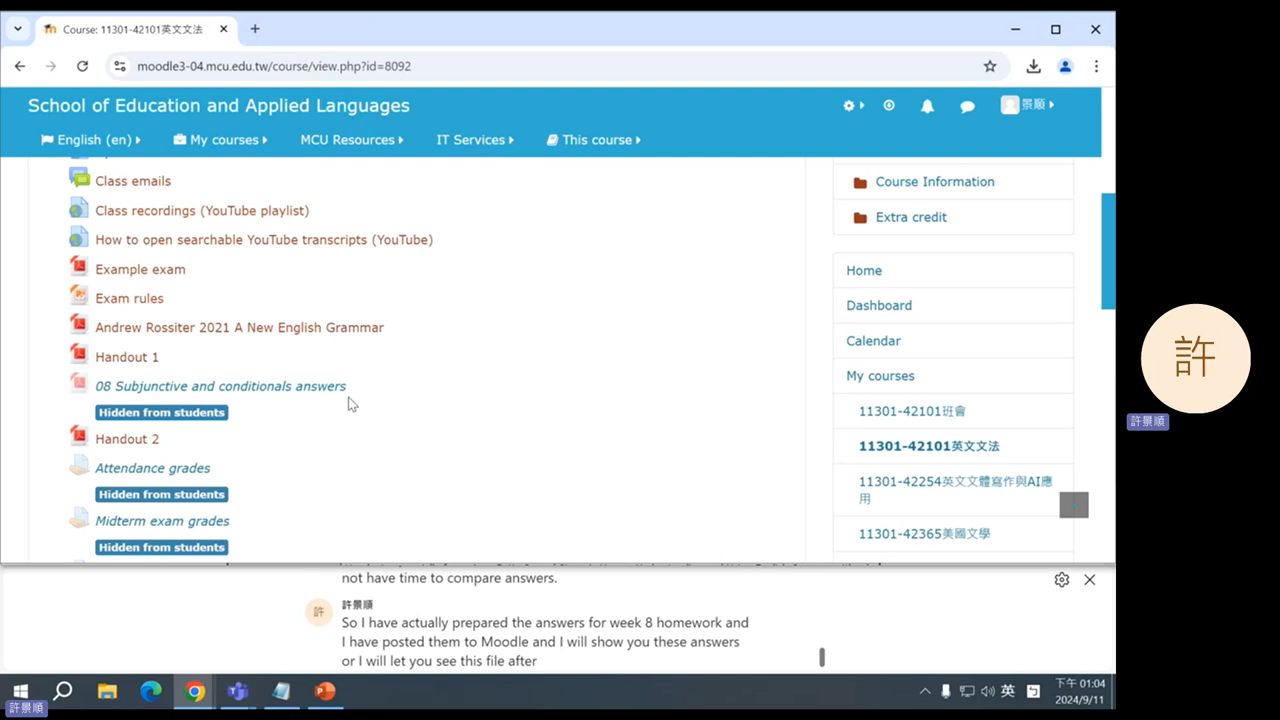 Course: 11301-42101英文文法
moodle3-04.mcu.edu.tw/course/view.php?id=8092
School of Education and Applied Languages
景順
English (en)
My courses
MCU Resources
IT Services
This course
Class emails
Class recordings (YouTube playlist)
How to open searchable YouTube transcripts (YouTube)
Example exam
Exam rules
Andrew Rossiter 2021 A New English Grammar
Handout 1
08 Subjunctive and conditionals answers
Hidden from students
Handout 2
Attendance grades
Hidden from students
Midterm exam grades
Hidden from students
Course Information
Extra credit
Home
Dashboard
Calendar
My courses
11301-42101班會
11301-42101英文文法
11301-42254英文文體寫作與AI應
用
11301-42365美國文學
許
許景順
not have time to compare answers.
許
許景順
So I have actually prepared the answers for week 8 homework and
I have posted them to Moodle and I will show you these answers
or I will let you see this file after
英
ㄅ
下午 01:04
2024/9/11
許景順